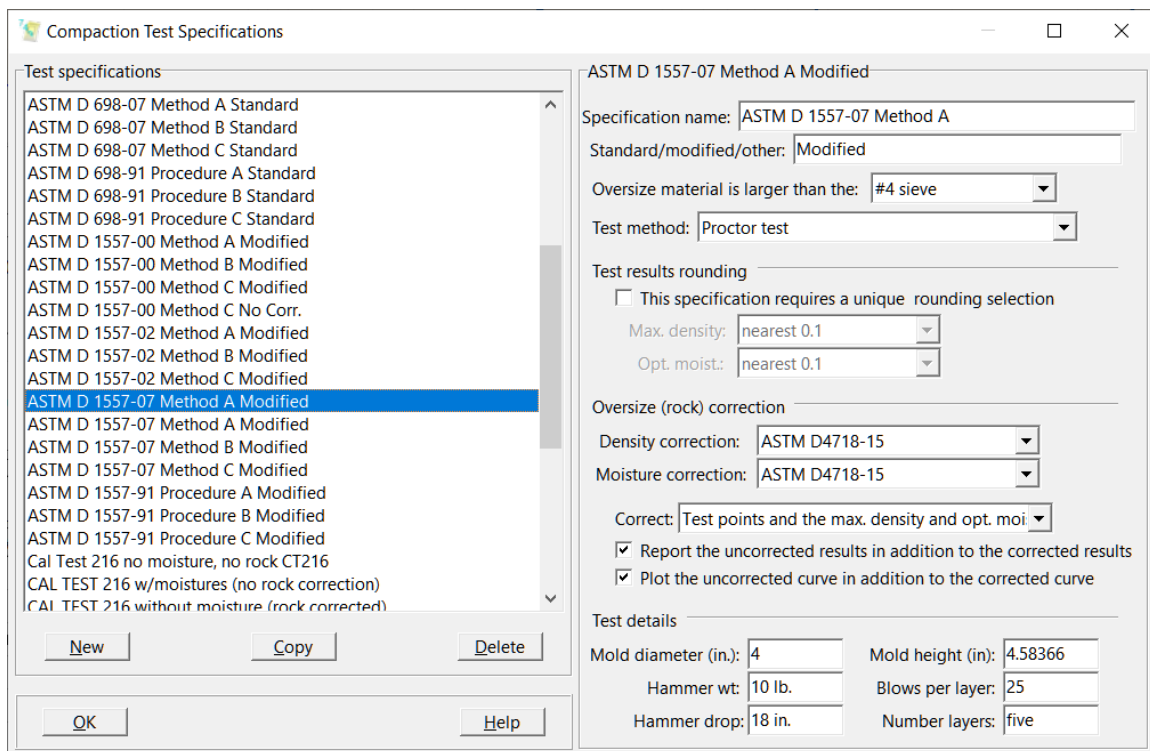 Compaction Test Specifications
Test specifications
ASTM D 698-07 Method A Standard
ASTM D 698-07 Method B Standard
ASTM D 698-07 Method C Standard
ASTM D 698-91 Procedure A Standard
ASTM D 698-91 Procedure B Standard
ASTM D 698-91 Procedure C Standard
ASTM D 1557-00 Method A Modified
ASTM D 1557-00 Method B Modified
ASTM D 1557-00 Method C Modified
ASTM D 1557-00 Method C No Corr.
ASTM D 1557-02 Method A Modified
ASTM D 1557-02 Method B Modified
ASTM D 1557-02 Method C Modified
ASTM D 1557-07 Method A Modified
ASTM D 1557-07 Method A Modified
ASTM D 1557-07 Method B Modified
ASTM D 1557-07 Method C Modified
ASTM D 1557-91 Procedure A Modified
ASTM D 1557-91 Procedure B Modified
ASTM D 1557-91 Procedure C Modified
Cal Test 216 no moisture, no rock CT216
CAL TEST 216 w/moistures (no rock correction)
CAL TEST 216 without moisture (rock corrected)
New Copy Delete
OK Help
ASTM D 1557-07 Method A Modified
Specification name: ASTM D 1557-07 Method A
Standard/modified/other: Modified
Oversize material is larger than the: #4 sieve
Test method: Proctor test
Test results rounding
This specification requires a unique rounding selection
Max. density: nearest 0.1
Opt. moist.: nearest 0.1
Oversize (rock) correction
Density correction: ASTM D4718-15
Moisture correction: ASTM D4718-15
Correct: Test points and the max. density and opt. moi
Report the uncorrected results in addition to the corrected results
Plot the uncorrected curve in addition to the corrected curve
Test details
Mold diameter (in.): 4 Mold height (in): 4.58366
Hammer wt: 10 lb. Blows per layer: 25
Hammer drop: 18 in. Number layers: five